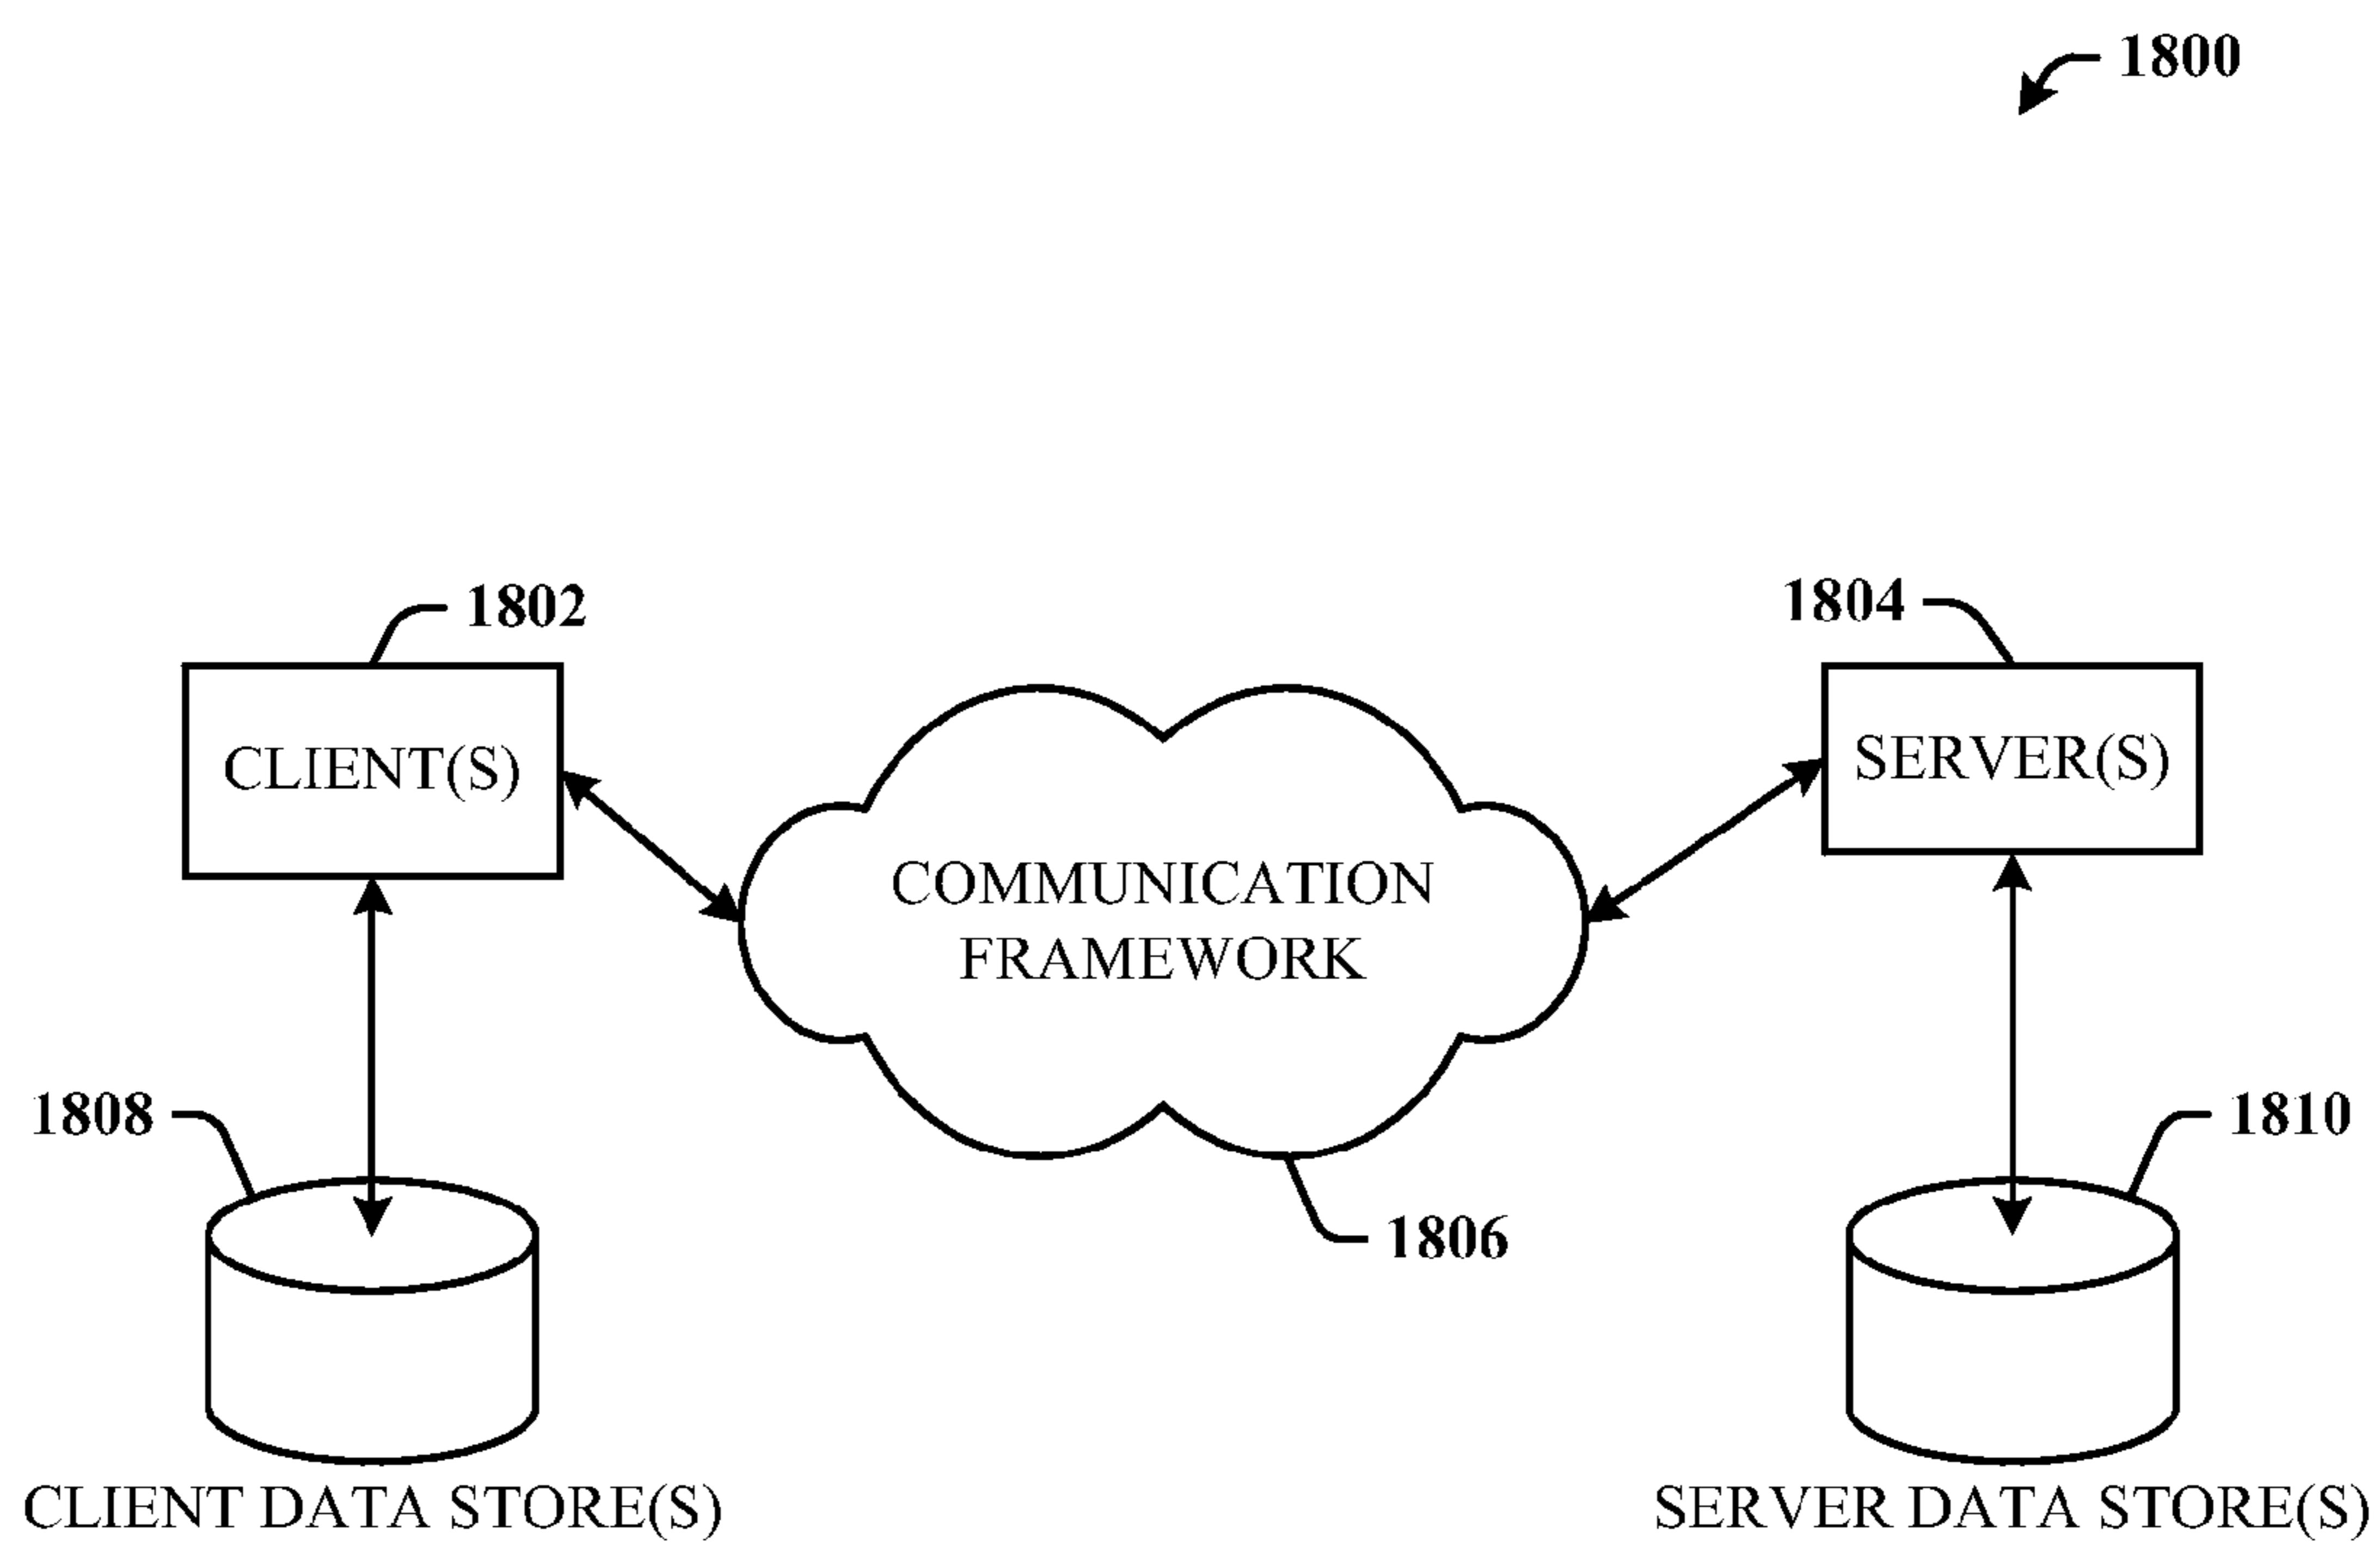 1800
1802
1804
CLIENT(S)
SERVER(S)
COMMUNICATION
FRAMEWORK
1808
1810
1806
CLIENT DATA STORE(S)
SERVER DATA STORE(S)